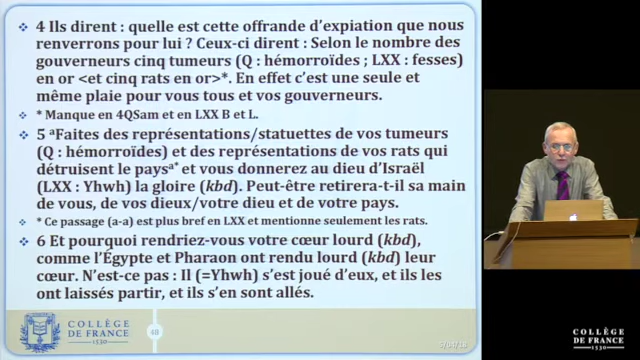 4 Ils dirent : quelle est cette offrande d’expiation que nous
renverrons pour lui ? Ceux-ci dirent : Selon le nombre des
gouverneurs cinq tumeurs (Q : hémorroïdes ; LXX : fesses) en
en or <et cinq rats en or>*. En effet c’est une seule et
même plaie pour vous tous et vos gouverneurs.
* Manque en 4QSam et en LXX B et L.
5 ᵃFaites des représentations/statuettes de vos tumeurs
(Q : hémorroïdes) et des représentations de vos rats qui
détruisent le paysᵃ* et vous donnerez au dieu d’Israël
(LXX : Yhwh) la gloire (kbd). Peut-être retirera-t-il sa main
de vous, de vos dieux/votre dieu et de votre pays.
* Ce passage (a-a) est plus bref en LXX et mentionne seulement les rats.
6 Et pourquoi rendriez-vous votre cœur lourd (kbd),
comme l’Égypte et Pharaon ont rendu lourd (kbd) leur
cœur. N’est-ce pas : Il (=Yhwh) s’est joué d’eux, et ils les
ont laissés partir, et ils s’en sont allés.
COLLÈGE
DE FRANCE
1530
48
COLLÈGE
DE FRANCE
1530